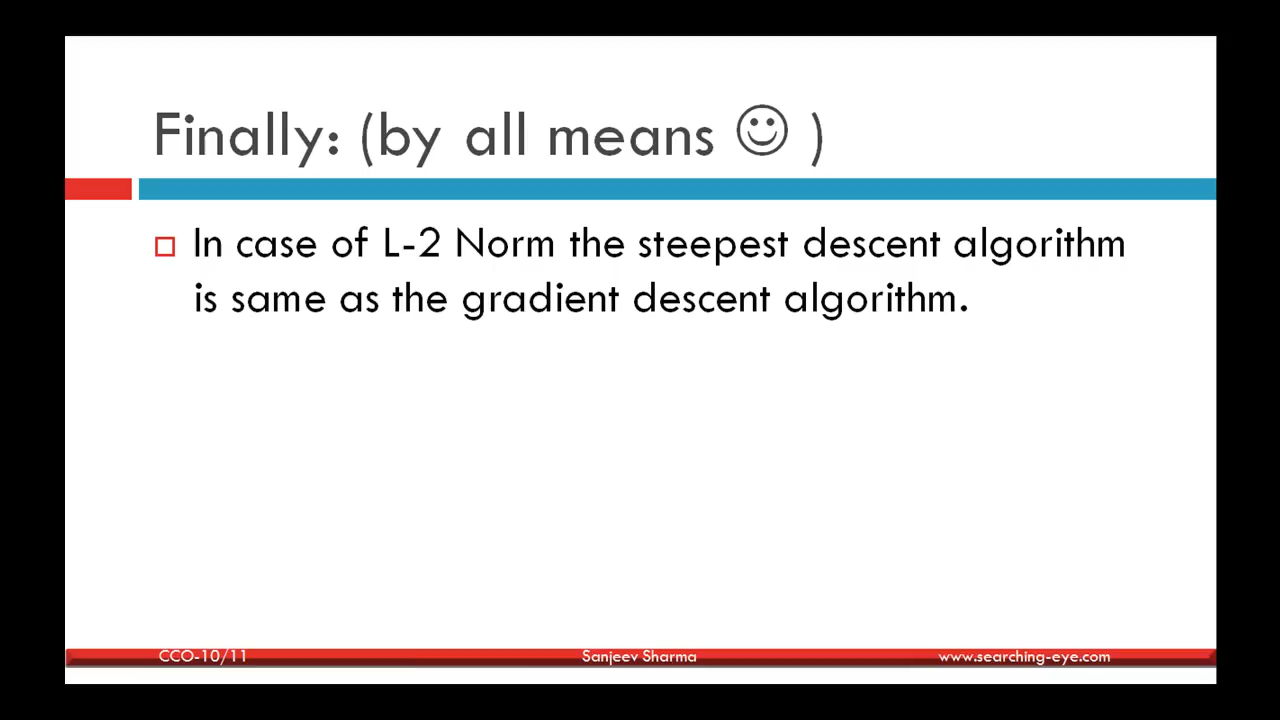 Finally: (by all means ☺ )
In case of L-2 Norm the steepest descent algorithm
is same as the gradient descent algorithm.
CCO-10/11 Sanjeev Sharma www.searching-eye.com